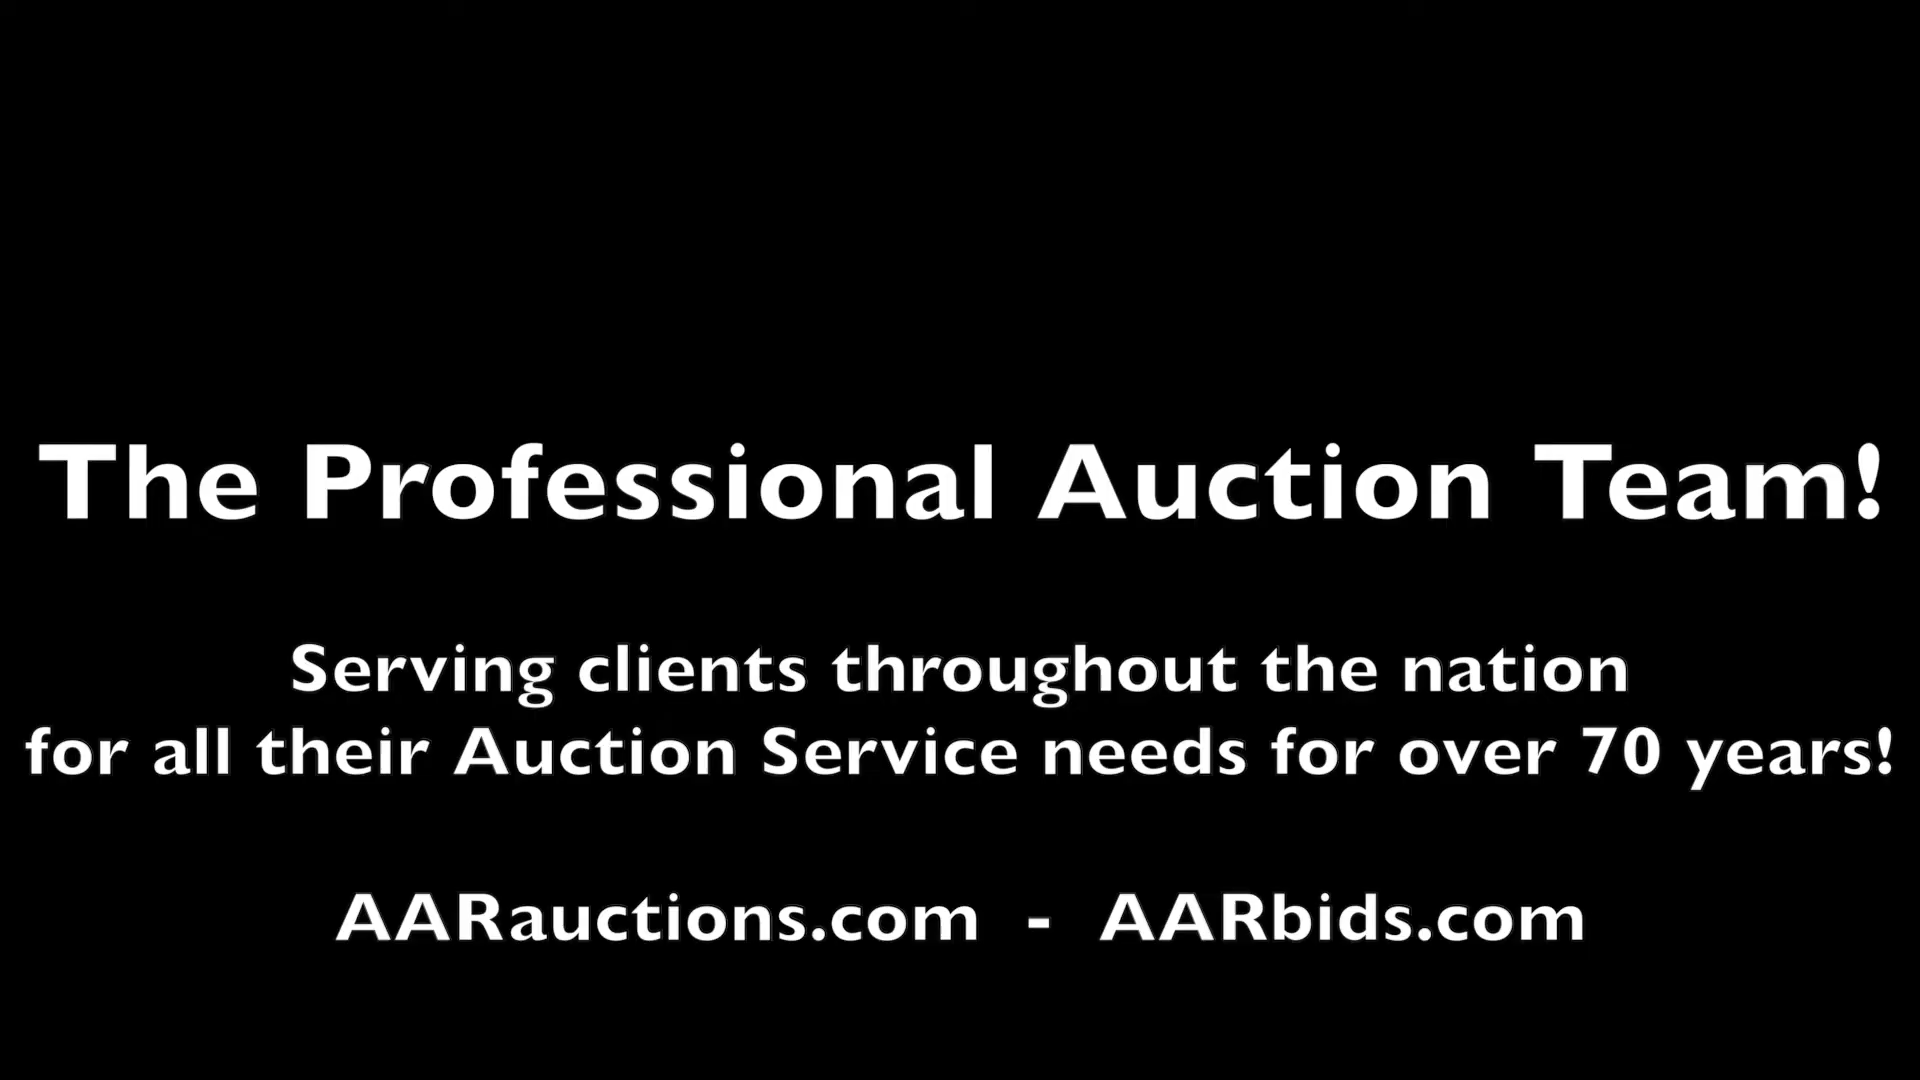 The Professional Auction Team!
Serving clients throughout the nation
for all their Auction Service needs for over 70 years!
AARauctions.com - AARbids.com